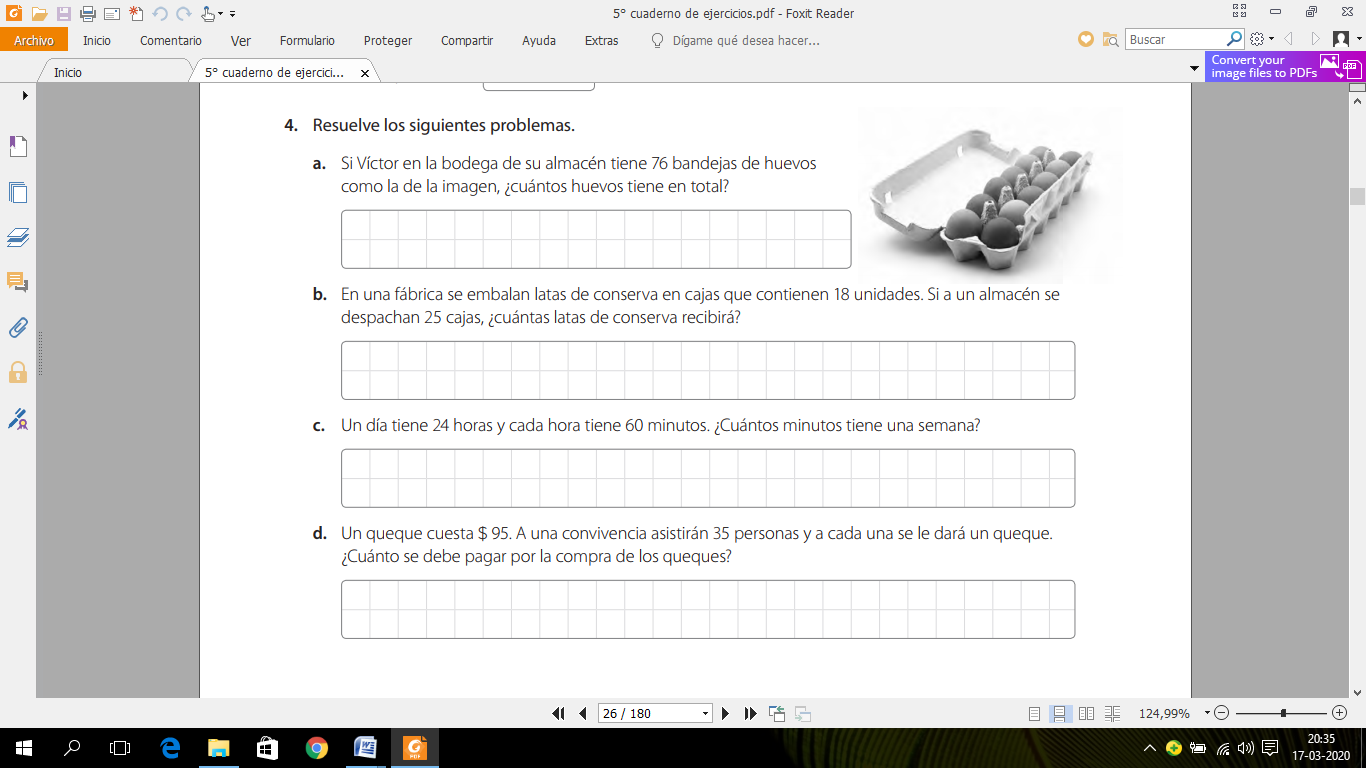 5° cuaderno de ejercicios.pdf - Foxit Reader
Archivo Inicio Comentario Ver Formulario Proteger Compartir Ayuda Extras Dígame qué desea hacer... Buscar
Inicio 5° cuaderno de ejercici... Convert your
image files to PDFs
4. Resuelve los siguientes problemas.
a. Si Víctor en la bodega de su almacén tiene 76 bandejas de huevos
como la de la imagen, ¿cuántos huevos tiene en total?
b. En una fábrica se embalan latas de conserva en cajas que contienen 18 unidades. Si a un almacén se
despachan 25 cajas, ¿cuántas latas de conserva recibirá?
c. Un día tiene 24 horas y cada hora tiene 60 minutos. ¿Cuántos minutos tiene una semana?
d. Un queque cuesta $ 95. A una convivencia asistirán 35 personas y a cada una se le dará un queque.
¿Cuánto se debe pagar por la compra de los queques?
26 / 180 124,99%
20:35
17-03-2020